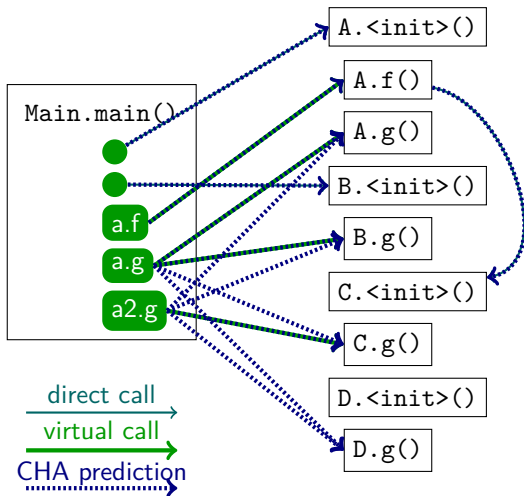 A.<init>()
A.f()
Main.main()
A.g()
B.<init>()
a.f
B.g()
a.g
C.<init>()
a2.g
C.g()
D.<init>()
direct call
virtual call
D.g()
CHA prediction